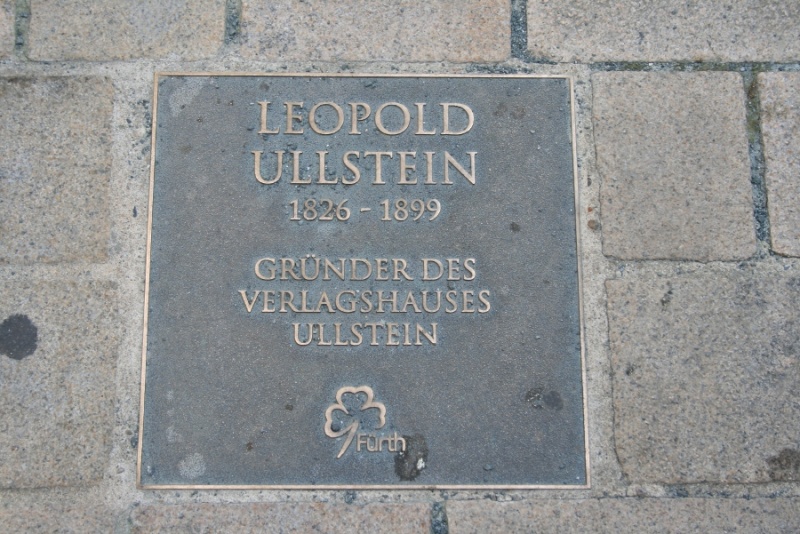 LEOPOLD
ULLSTEIN
1826 - 1899
GRÜNDER DES
VERLAGSHAUSES
ULLSTEIN
Fürth